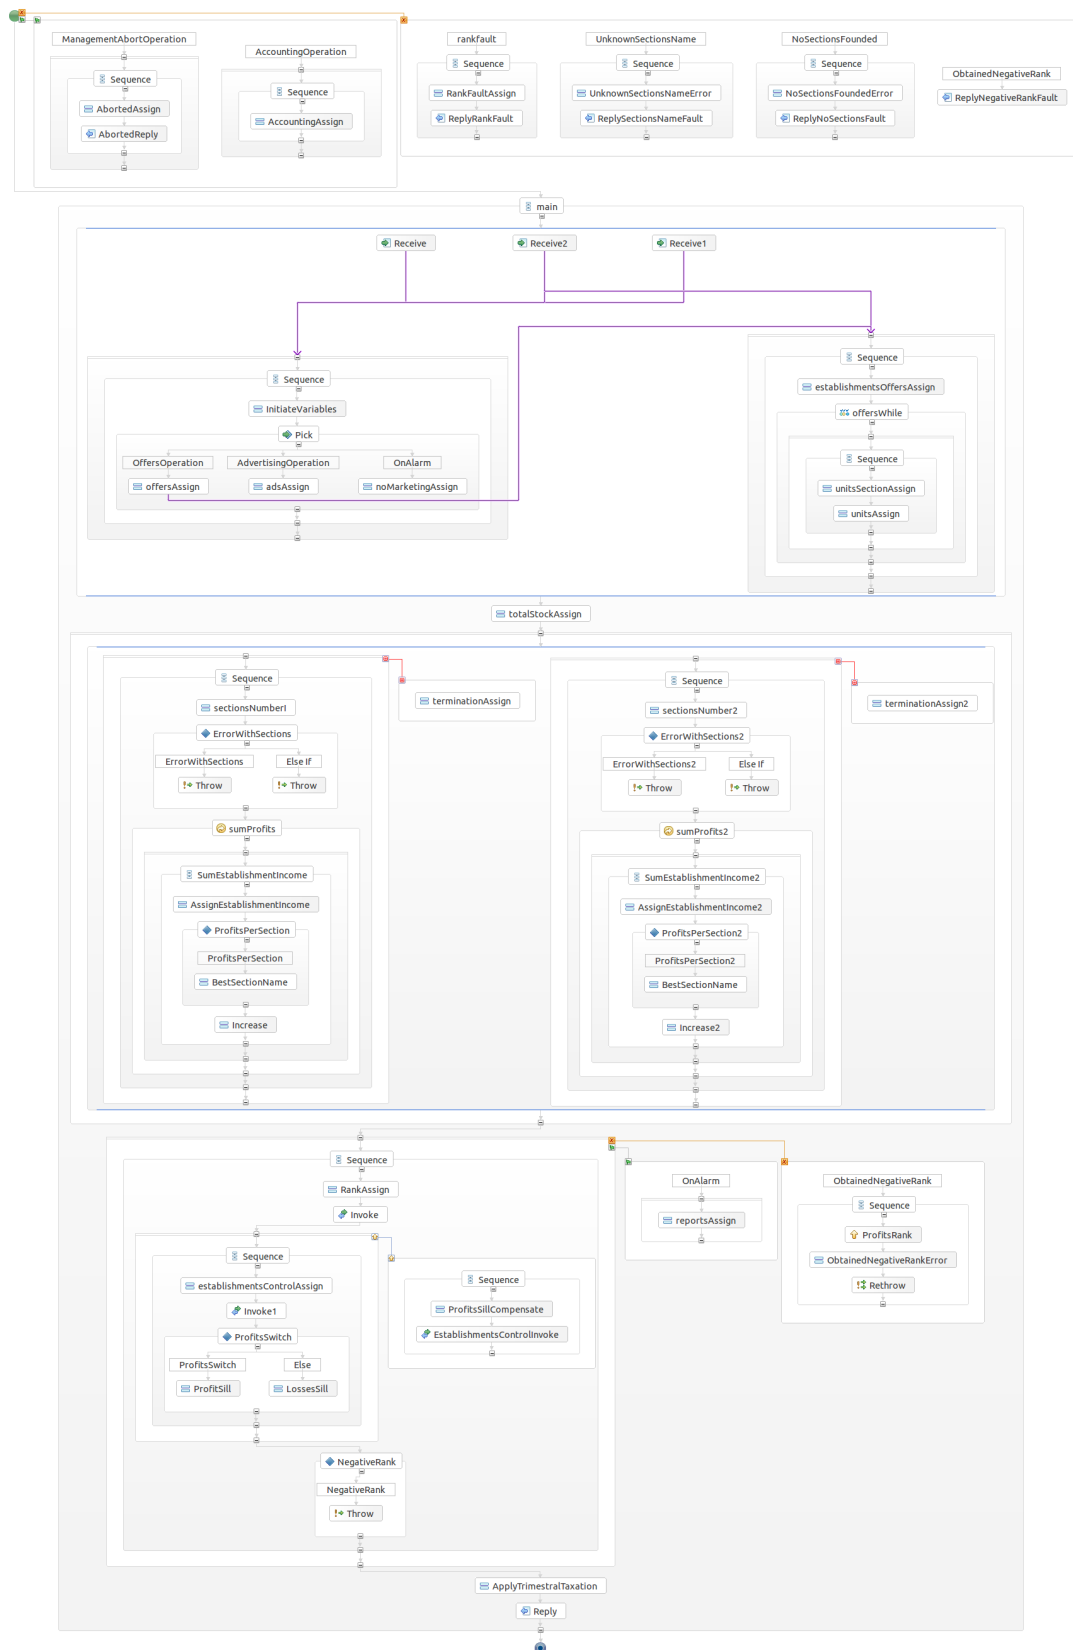 ManagementAbortOperation
Sequence
AbortedAssign
AbortedReply
AccountingOperation
Sequence
AccountingAssign
rankfault
Sequence
RankFaultAssign
ReplyRankFault
UnknownSectionsName
Sequence
UnknownSectionsNameError
ReplySectionsNameFault
NoSectionsFounded
Sequence
NoSectionsFoundedError
ReplyNoSectionsFault
ObtainedNegativeRank
ReplyNegativeRankFault
main
Receive
Receive2
Receive1
Sequence
InitiateVariables
Pick
OffersOperation
AdvertisingOperation
OnAlarm
offersAssign
adsAssign
noMarketingAssign
Sequence
establishmentsOffersAssign
offersWhile
Sequence
unitsSectionAssign
unitsAssign
totalStockAssign
Sequence
sectionsNumber1
ErrorWithSections
ErrorWithSections
Else If
Throw
Throw
sumProfits
SumEstablishmentIncome
AssignEstablishmentIncome
ProfitsPerSection
ProfitsPerSection
BestSectionName
Increase
terminationAssign
Sequence
sectionsNumber2
ErrorWithSections2
ErrorWithSections2
Else If
Throw
Throw
sumProfits2
SumEstablishmentIncome2
AssignEstablishmentIncome2
ProfitsPerSection2
ProfitsPerSection2
BestSectionName
Increase2
terminationAssign2
Sequence
RankAssign
Invoke
Sequence
establishmentsControlAssign
Invoke1
ProfitsSwitch
ProfitsSwitch
Else
ProfitSill
LossesSill
Sequence
ProfitsSillCompensate
EstablishmentsControlInvoke
NegativeRank
NegativeRank
Throw
OnAlarm
reportsAssign
ObtainedNegativeRank
Sequence
ProfitsRank
ObtainedNegativeRankError
Rethrow
ApplyTrimestralTaxation
Reply